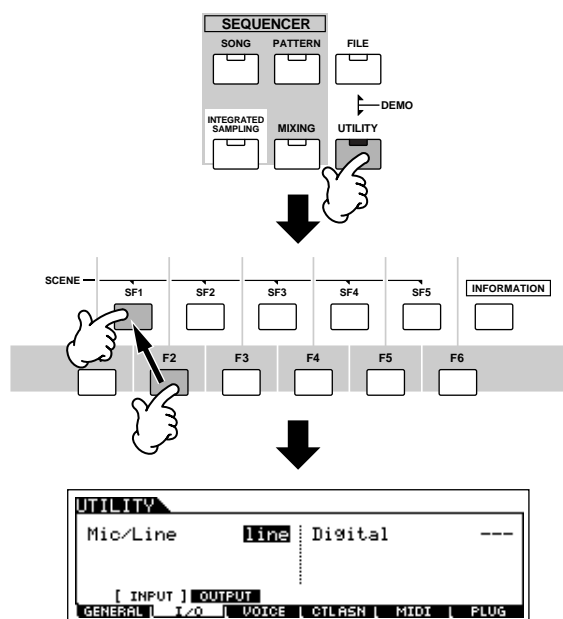 SEQUENCER
SONG PATTERN FILE
DEMO
INTEGRATED
SAMPLING MIXING UTILITY
SCENE
SF1 SF2 SF3 SF4 SF5 INFORMATION
F2 F3 F4 F5 F6
UTILITY
Mic/Line line Digital ---
[ INPUT ] OUTPUT
GENERAL I/O VOICE CTLASN MIDI PLUG